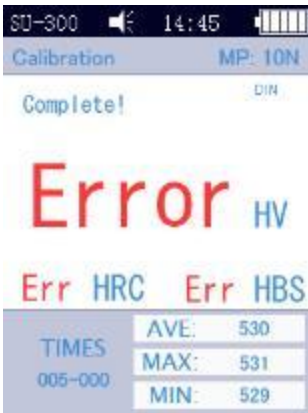 SU-300 14:45
Calibration MP: 10N
DIN
Complete!
Error HV
Err HRC Err HBS
TIMES
005-000
AVE: 530
MAX: 531
MIN: 529